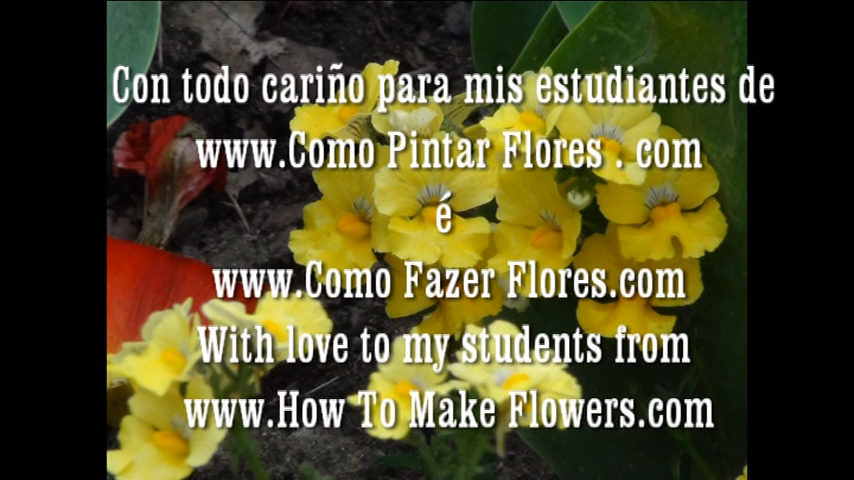 Con todo cariño para mis estudiantes de
www.Como Pintar Flores . com
é
www.Como Fazer Flores.com
With love to my students from
www.How To Make Flowers.com